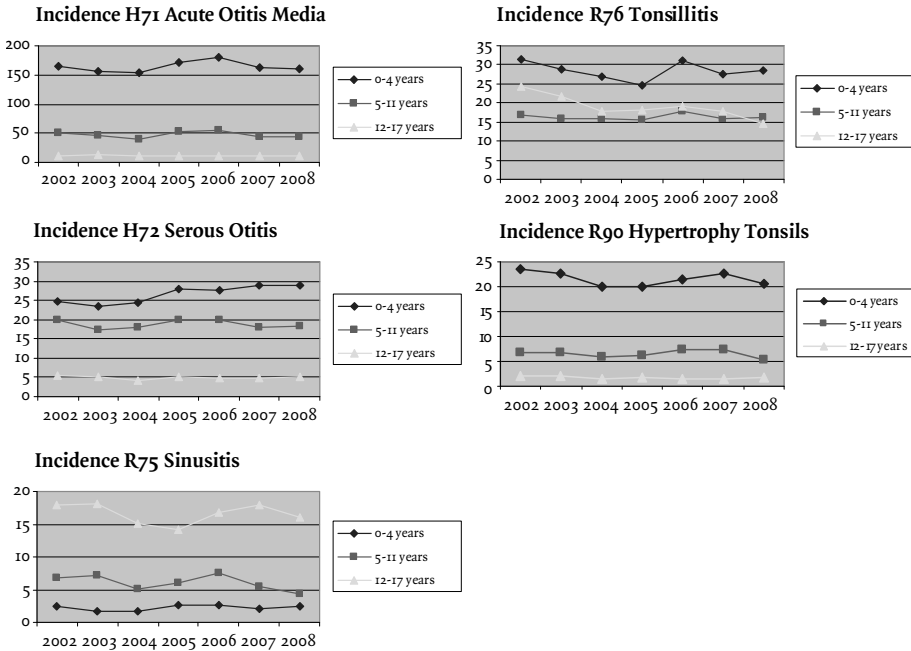 Incidence H71 Acute Otitis Media
200
150
100
50
0
2002 2003 2004 2005 2006 2007 2008
0-4 years
5-11 years
12-17 years
Incidence R76 Tonsillitis
35
30
25
20
15
10
5
0
2002 2003 2004 2005 2006 2007 2008
0-4 years
5-11 years
12-17 years
Incidence H72 Serous Otitis
35
30
25
20
15
10
5
0
2002 2003 2004 2005 2006 2007 2008
0-4 years
5-11 years
12-17 years
Incidence R90 Hypertrophy Tonsils
25
20
15
10
5
0
2002 2003 2004 2005 2006 2007 2008
0-4 years
5-11 years
12-17 years
Incidence R75 Sinusitis
20
15
10
5
0
2002 2003 2004 2005 2006 2007 2008
0-4 years
5-11 years
12-17 years